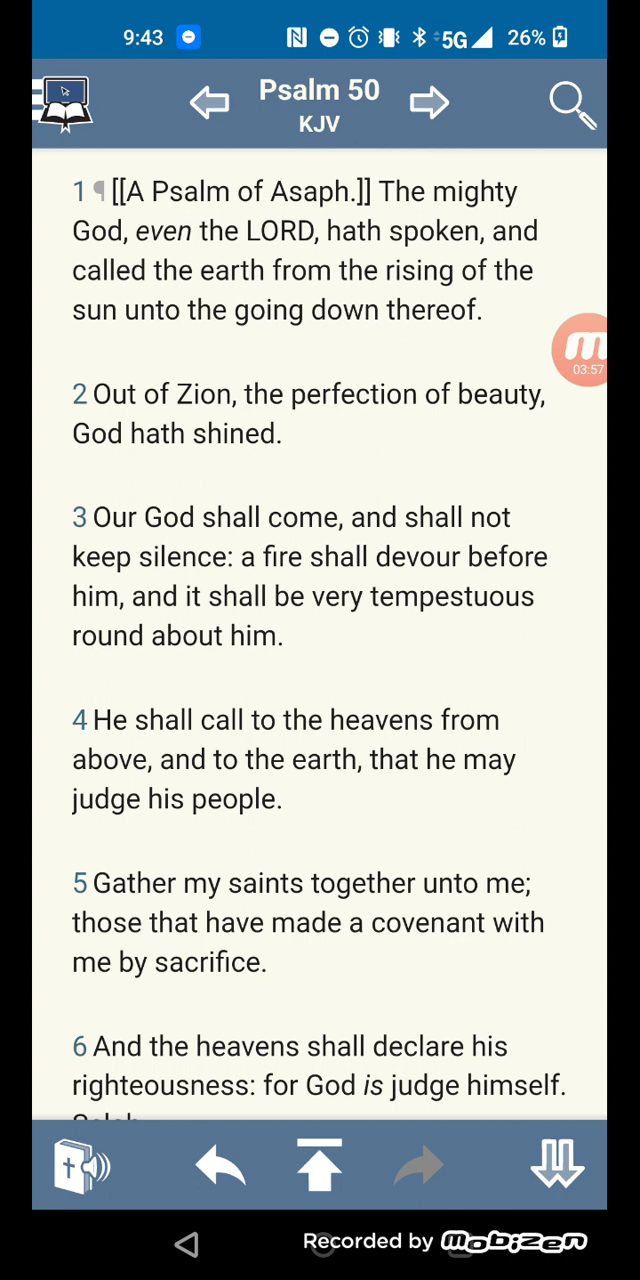 9:43 5G 26%
Psalm 50
KJV
1 ¶ [[A Psalm of Asaph.]] The mighty
God, even the LORD, hath spoken, and
called the earth from the rising of the
sun unto the going down thereof.
03:57
2 Out of Zion, the perfection of beauty,
God hath shined.
3 Our God shall come, and shall not
keep silence: a fire shall devour before
him, and it shall be very tempestuous
round about him.
4 He shall call to the heavens from
above, and to the earth, that he may
judge his people.
5 Gather my saints together unto me;
those that have made a covenant with
me by sacrifice.
6 And the heavens shall declare his
righteousness: for God is judge himself.
Recorded by mobizen